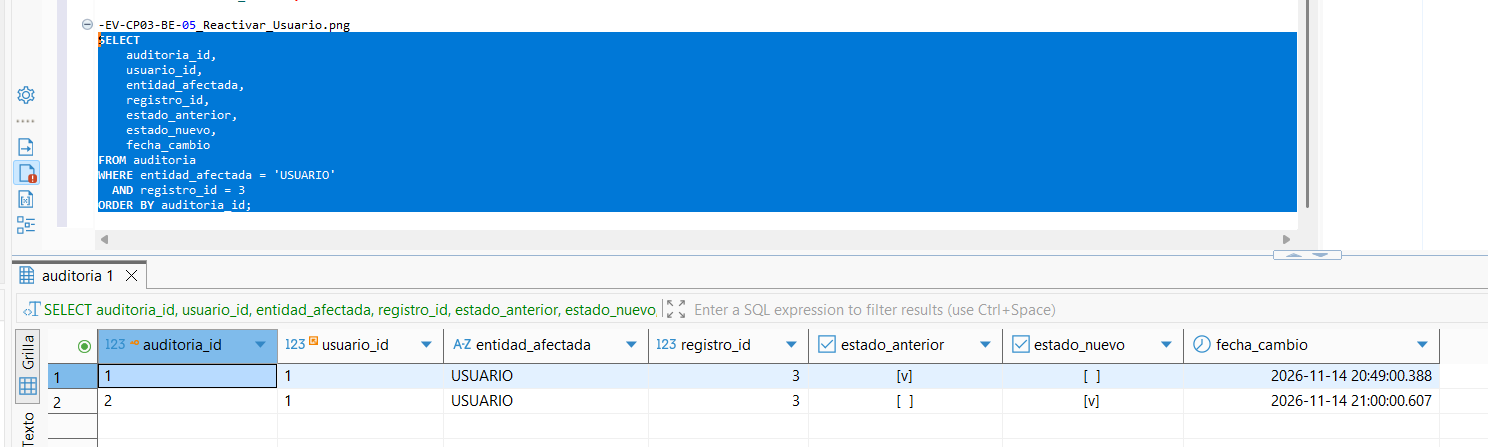 -EV-CP03-BE-05_Reactivar_Usuario.png
SELECT
auditoria_id,
usuario_id,
entidad_afectada,
registro_id,
estado_anterior,
estado_nuevo,
fecha_cambio
FROM auditoria
WHERE entidad_afectada = 'USUARIO'
AND registro_id = 3
ORDER BY auditoria_id;
auditoria 1
SELECT auditoria_id, usuario_id, entidad_afectada, registro_id, estado_anterior, estado_nuevo, Enter a SQL expression to filter results (use Ctrl+Space)
Grilla
Texto
123 auditoria_id 123 usuario_id A-Z entidad_afectada 123 registro_id estado_anterior estado_nuevo fecha_cambio
1 1 1 USUARIO 3 [v] [ ] 2026-11-14 20:49:00.388
2 2 1 USUARIO 3 [ ] [v] 2026-11-14 21:00:00.607